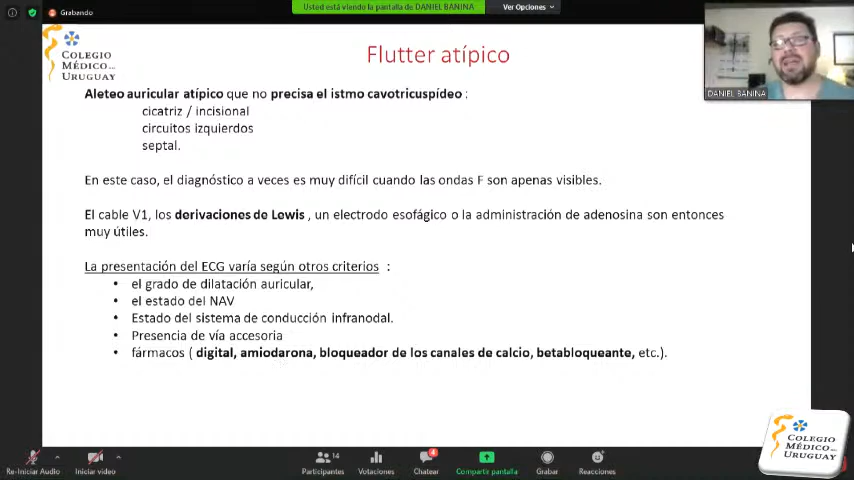 Grabando
Usted está viendo la pantalla de DANIEL BANINA
Ver Opciones
COLEGIO
MÉDICO DEL
URUGUAY
Flutter atípico
DANIEL BANINA
Aleteo auricular atípico que no precisa el istmo cavotricuspídeo :
cicatriz / incisional
circuitos izquierdos
septal.
En este caso, el diagnóstico a veces es muy difícil cuando las ondas F son apenas visibles.
El cable V1, los derivaciones de Lewis , un electrodo esofágico o la administración de adenosina son entonces
muy útiles.
La presentación del ECG varía según otros criterios :
• el grado de dilatación auricular,
• el estado del NAV
• Estado del sistema de conducción infranodal.
• Presencia de vía accesoria
• fármacos ( digital, amiodarona, bloqueador de los canales de calcio, betabloqueante, etc.).
COLEGIO
MÉDICO DEL
URUGUAY
14
4
Re-Iniciar Audio
Iniciar video
Participantes
Votaciones
Chatear
Compartir pantalla
Grabar
Reacciones